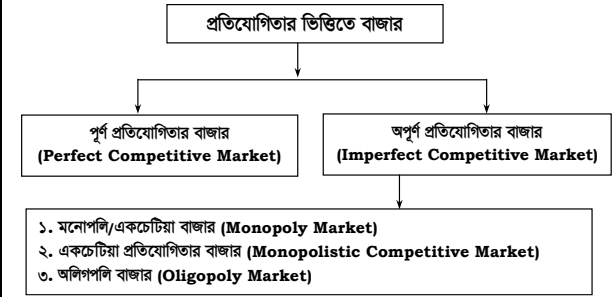 প্রতিযোগিতার ভিত্তিতে বাজার
পূর্ণ প্রতিযোগিতার বাজার
(Perfect Competitive Market)
অপূর্ণ প্রতিযোগিতার বাজার
(Imperfect Competitive Market)
১. মনোপলি/একচেটিয়া বাজার (Monopoly Market)
২. একচেটিয়া প্রতিযোগিতার বাজার (Monopolistic Competitive Market)
৩. অলিগপলি বাজার (Oligopoly Market)